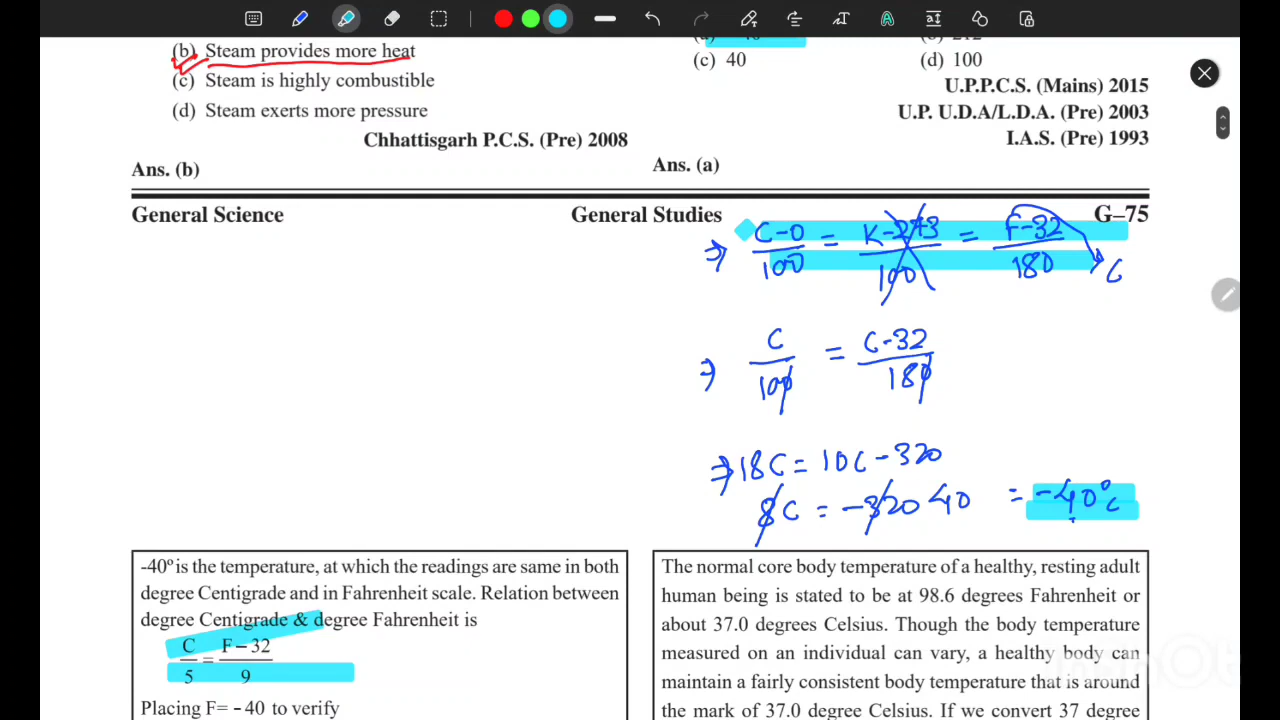 (b) Steam provides more heat
(c) Steam is highly combustible
(d) Steam exerts more pressure
Chhattisgarh P.C.S. (Pre) 2008
Ans. (b)
(c) 40
(d) 100
U.P.P.C.S. (Mains) 2015
U.P. U.D.A/L.D.A. (Pre) 2003
I.A.S. (Pre) 1993
Ans. (a)
General Science General Studies G–75
⇒ C-0/100 = K-273/100 = F-32/180 C
⇒ C/100 = C-32/180
⇒ 18C = 10C - 320
8C = -320 40 = -40°C
-40º is the temperature, at which the readings are same in both
degree Centigrade and in Fahrenheit scale. Relation between
degree Centigrade & degree Fahrenheit is
C/5 = F – 32/9
Placing F= - 40 to verify
The normal core body temperature of a healthy, resting adult
human being is stated to be at 98.6 degrees Fahrenheit or
about 37.0 degrees Celsius. Though the body temperature
measured on an individual can vary, a healthy body can
maintain a fairly consistent body temperature that is around
the mark of 37.0 degree Celsius. If we convert 37 degree